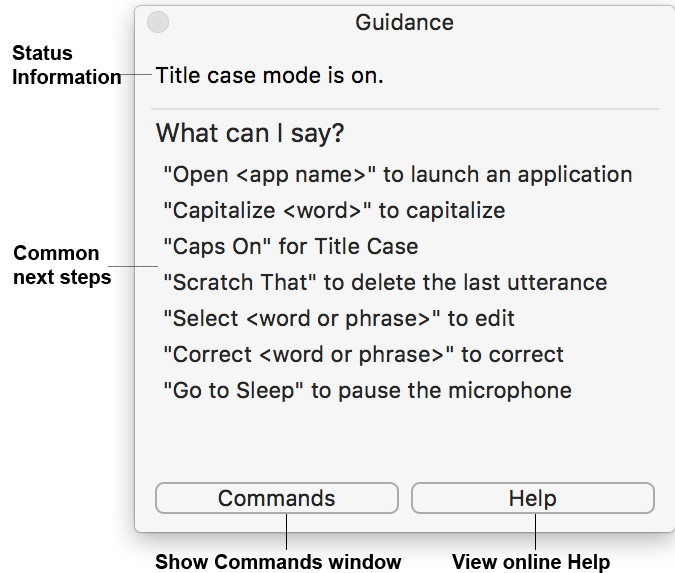 Guidance
Status
Information
Title case mode is on.
What can I say?
"Open <app name>" to launch an application
"Capitalize <word>" to capitalize
"Caps On" for Title Case
Common
next steps
"Scratch That" to delete the last utterance
"Select <word or phrase>" to edit
"Correct <word or phrase>" to correct
"Go to Sleep" to pause the microphone
Commands
Help
Show Commands window
View online Help